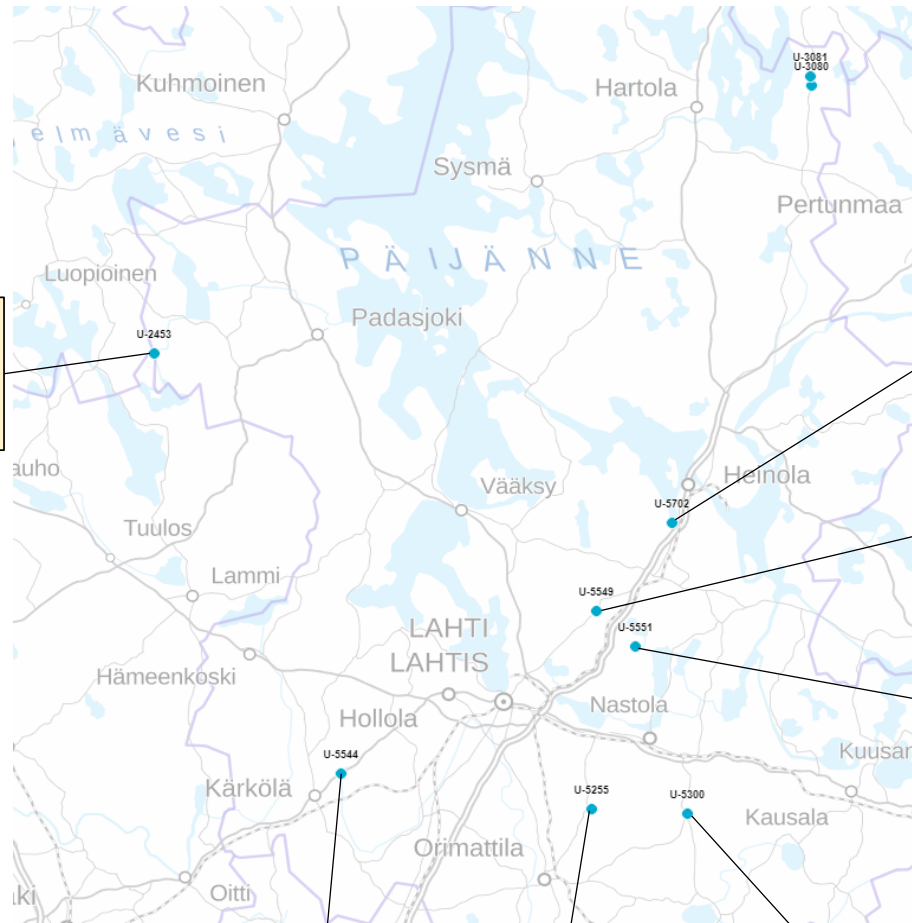 U-3081
U-3080
Kuhmoinen
Hartola
elmävesi
Sysmä
Pertunmaa
PÄIJÄNNE
Luopioinen
Padasjoki
U-2453
auho
Vääksy
Heinola
U-5702
Tuulos
Lammi
U-5549
LAHTI
LAHTIS
U-5551
Hämeenkoski
Nastola
Hollola
Kuusan
U-5544
Kärkölä
U-5255
U-5300
Kausala
Orimattila
Oitti
ki